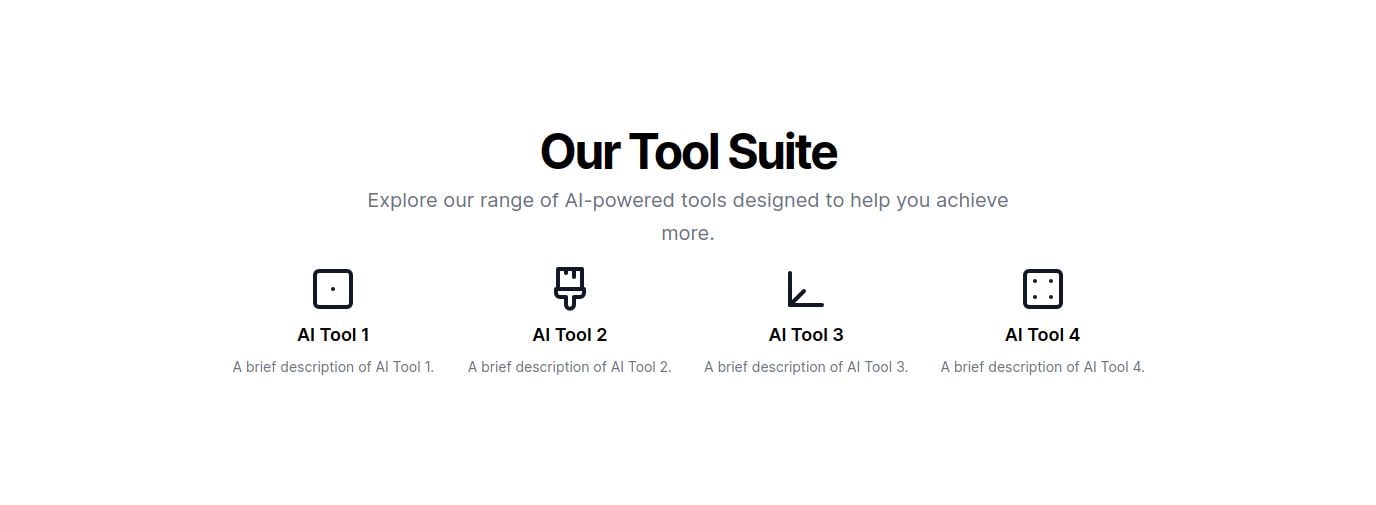 Our Tool Suite
Explore our range of AI-powered tools designed to help you achieve
more.
AI Tool 1
A brief description of AI Tool 1.
AI Tool 2
A brief description of AI Tool 2.
AI Tool 3
A brief description of AI Tool 3.
AI Tool 4
A brief description of AI Tool 4.